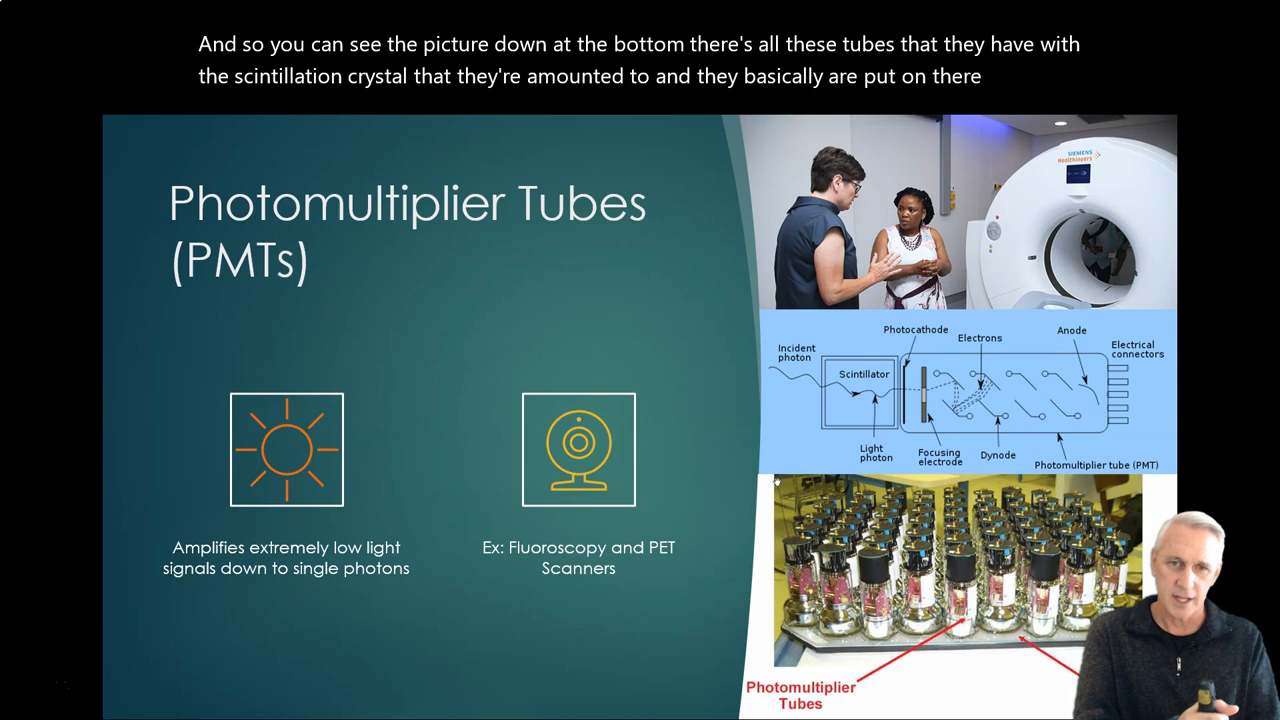 And so you can see the picture down at the bottom there's all these tubes that they have with
the scintillation crystal that they're amounted to and they basically are put on there
Photomultiplier Tubes
(PMTs)
Amplifies extremely low light
signals down to single photons
Ex: Fluoroscopy and PET
Scanners
SIEMENS
Healthineers
Incident
photon
Photocathode
Electrons
Anode
Electrical
connectors
Scintillator
Light
photon
Focusing
electrode
Dynode
Photomultiplier tube (PMT)
Photomultiplier
Tubes